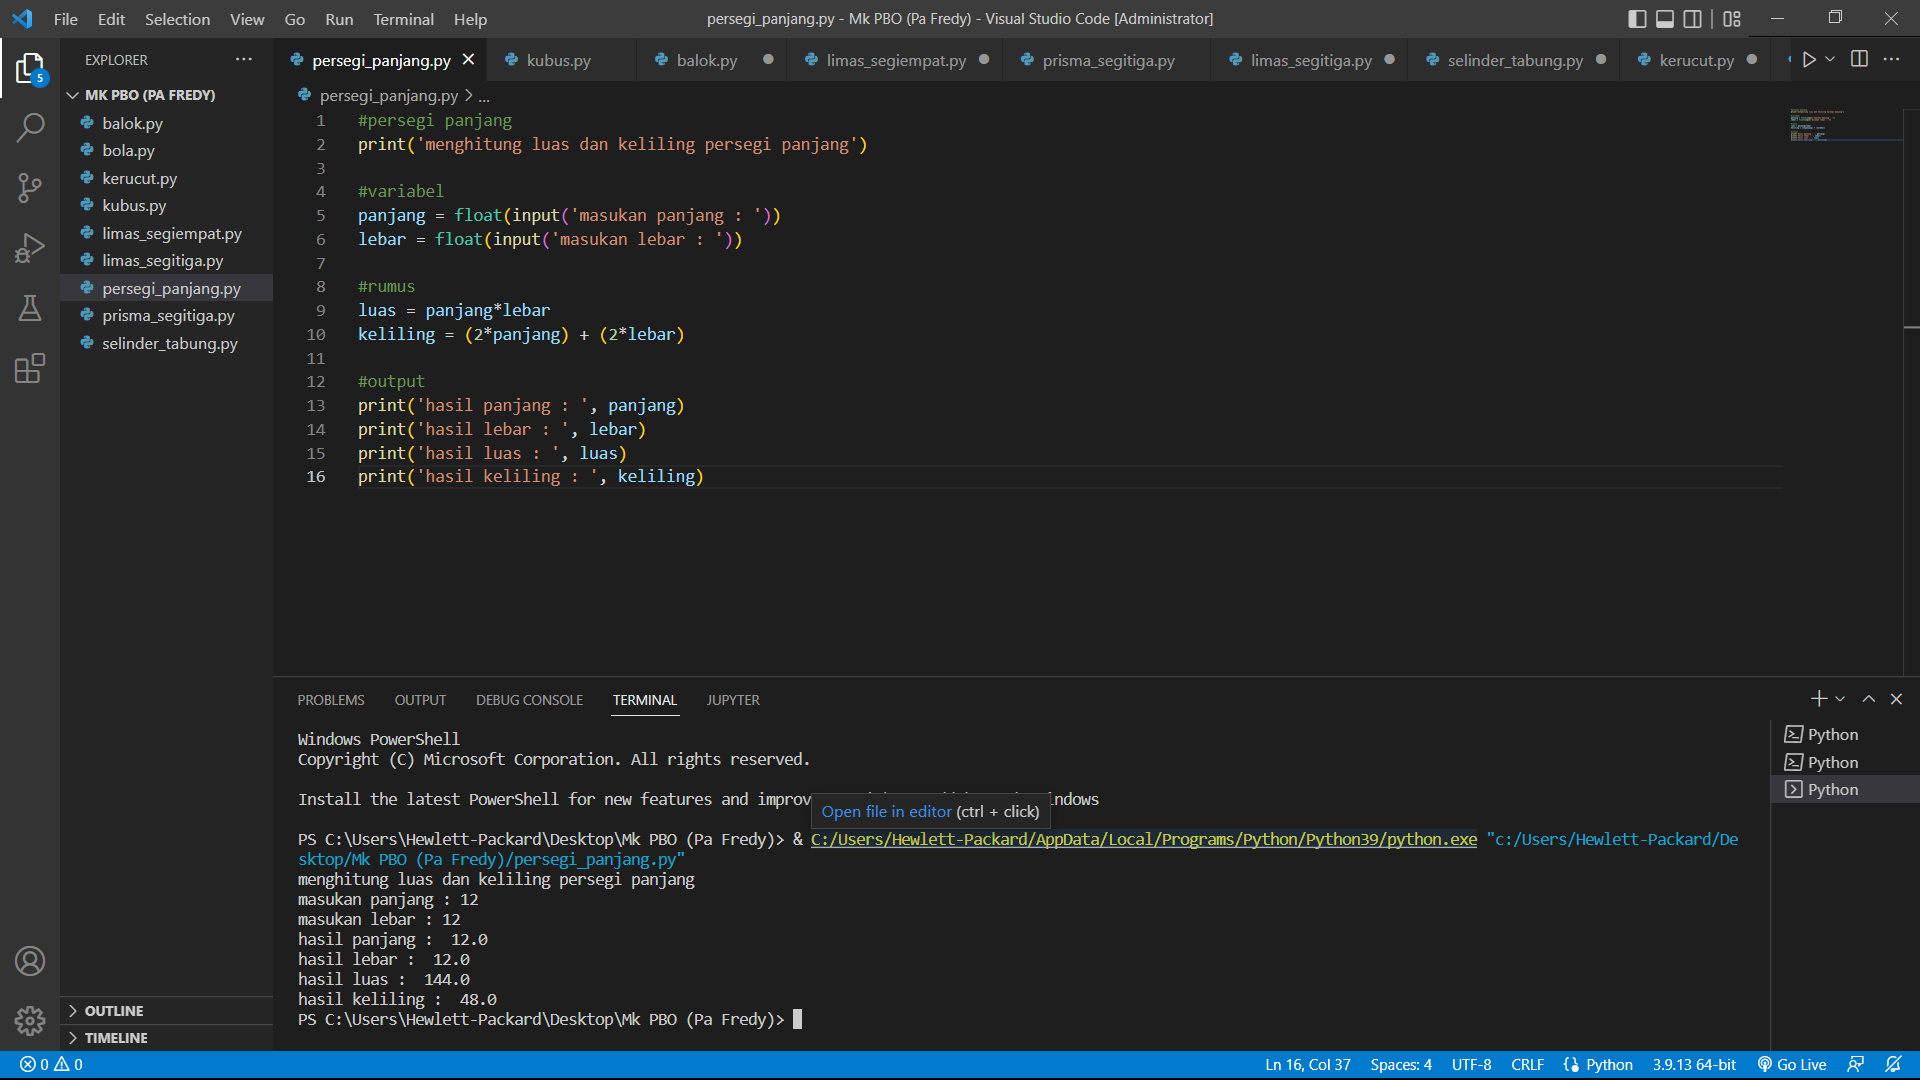 File Edit Selection View Go Run Terminal Help
persegi_panjang.py - Mk PBO (Pa Fredy) - Visual Studio Code [Administrator]
EXPLORER
persegi_panjang.py kubus.py balok.py limas_segiempat.py prisma_segitiga.py limas_segitiga.py selinder_tabung.py kerucut.py
5
MK PBO (PA FREDY)
balok.py
bola.py
kerucut.py
kubus.py
limas_segiempat.py
limas_segitiga.py
persegi_panjang.py
prisma_segitiga.py
selinder_tabung.py
OUTLINE
TIMELINE
persegi_panjang.py > ...
1 #persegi panjang
2 print('menghitung luas dan keliling persegi panjang')
3
4 #variabel
5 panjang = float(input('masukan panjang : '))
6 lebar = float(input('masukan lebar : '))
7
8 #rumus
9 luas = panjang*lebar
10 keliling = (2*panjang) + (2*lebar)
11
12 #output
13 print('hasil panjang : ', panjang)
14 print('hasil lebar : ', lebar)
15 print('hasil luas : ', luas)
16 print('hasil keliling : ', keliling)
PROBLEMS OUTPUT DEBUG CONSOLE TERMINAL JUPYTER
Windows PowerShell
Copyright (C) Microsoft Corporation. All rights reserved.
Install the latest PowerShell for new features and improv
Open file in editor (ctrl + click)
PS C:\Users\Hewlett-Packard\Desktop\Mk PBO (Pa Fredy)> & C:/Users/Hewlett-Packard/AppData/Local/Programs/Python/Python39/python.exe "c:/Users/Hewlett-Packard/De
sktop/Mk PBO (Pa Fredy)/persegi_panjang.py"
menghitung luas dan keliling persegi panjang
masukan panjang : 12
masukan lebar : 12
hasil panjang :  12.0
hasil lebar :  12.0
hasil luas :  144.0
hasil keliling :  48.0
PS C:\Users\Hewlett-Packard\Desktop\Mk PBO (Pa Fredy)>
Python
Python
Python
0 0
Ln 16, Col 37 Spaces: 4 UTF-8 CRLF Python 3.9.13 64-bit Go Live